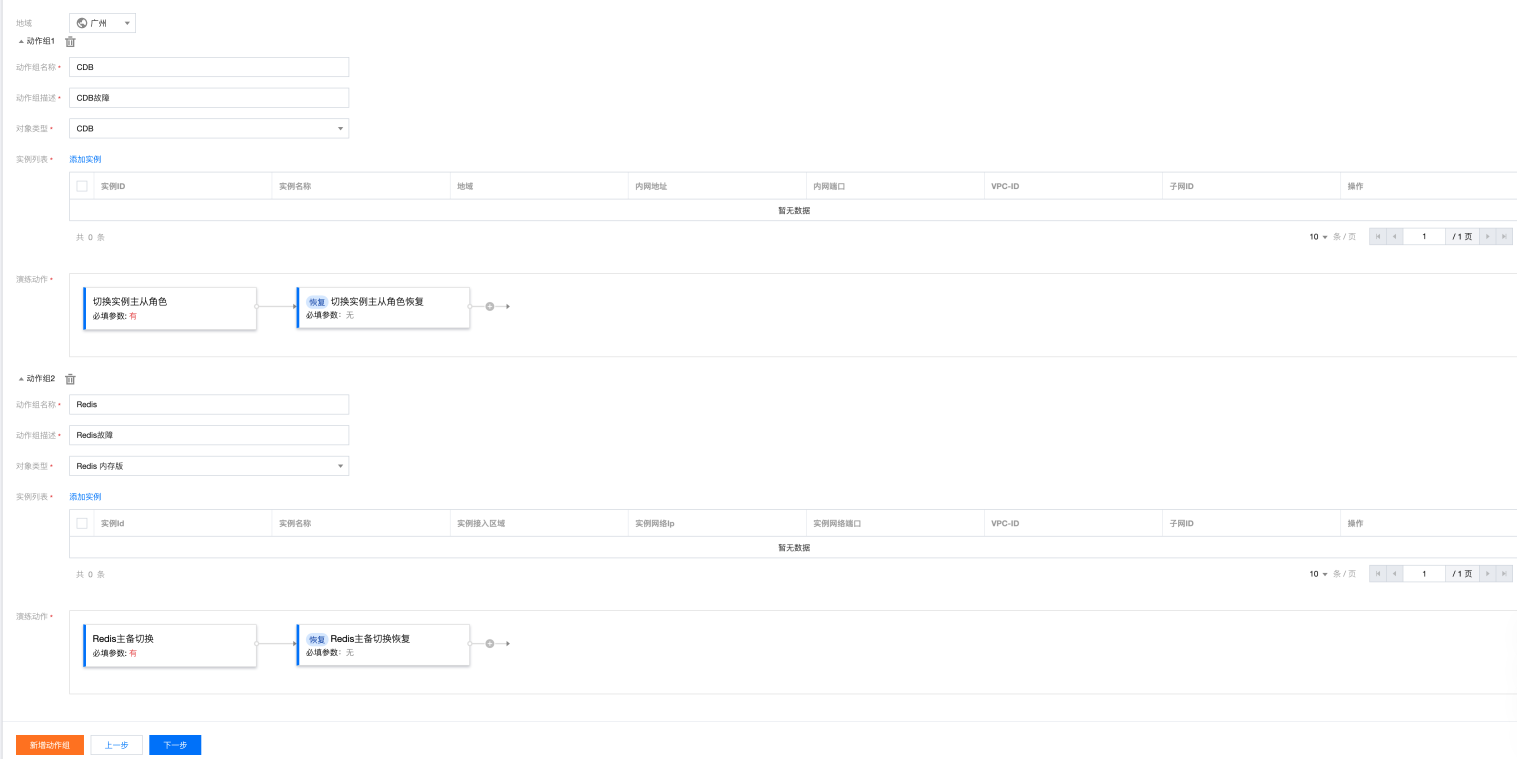 地域 广州
动作组1
动作组名称* CDB
动作组描述* CDB故障
对象类型* CDB
实例列表* 添加实例
实例ID 实例名称 地域 内网地址 内网端口 VPC-ID 子网ID 操作
暂无数据
共 0 条 10 条 / 页 1 / 1 页
演练动作* 切换实例主从角色 恢复 切换实例主从角色恢复
必填参数: 有 必填参数: 无
动作组2
动作组名称* Redis
动作组描述* Redis故障
对象类型* Redis 内存版
实例列表* 添加实例
实例Id 实例名称 实例接入区域 实例网络Ip 实例网络端口 VPC-ID 子网ID 操作
暂无数据
共 0 条 10 条 / 页 1 / 1 页
演练动作* Redis主备切换 恢复 Redis主备切换恢复
必填参数: 有 必填参数: 无
新增动作组 上一步 下一步